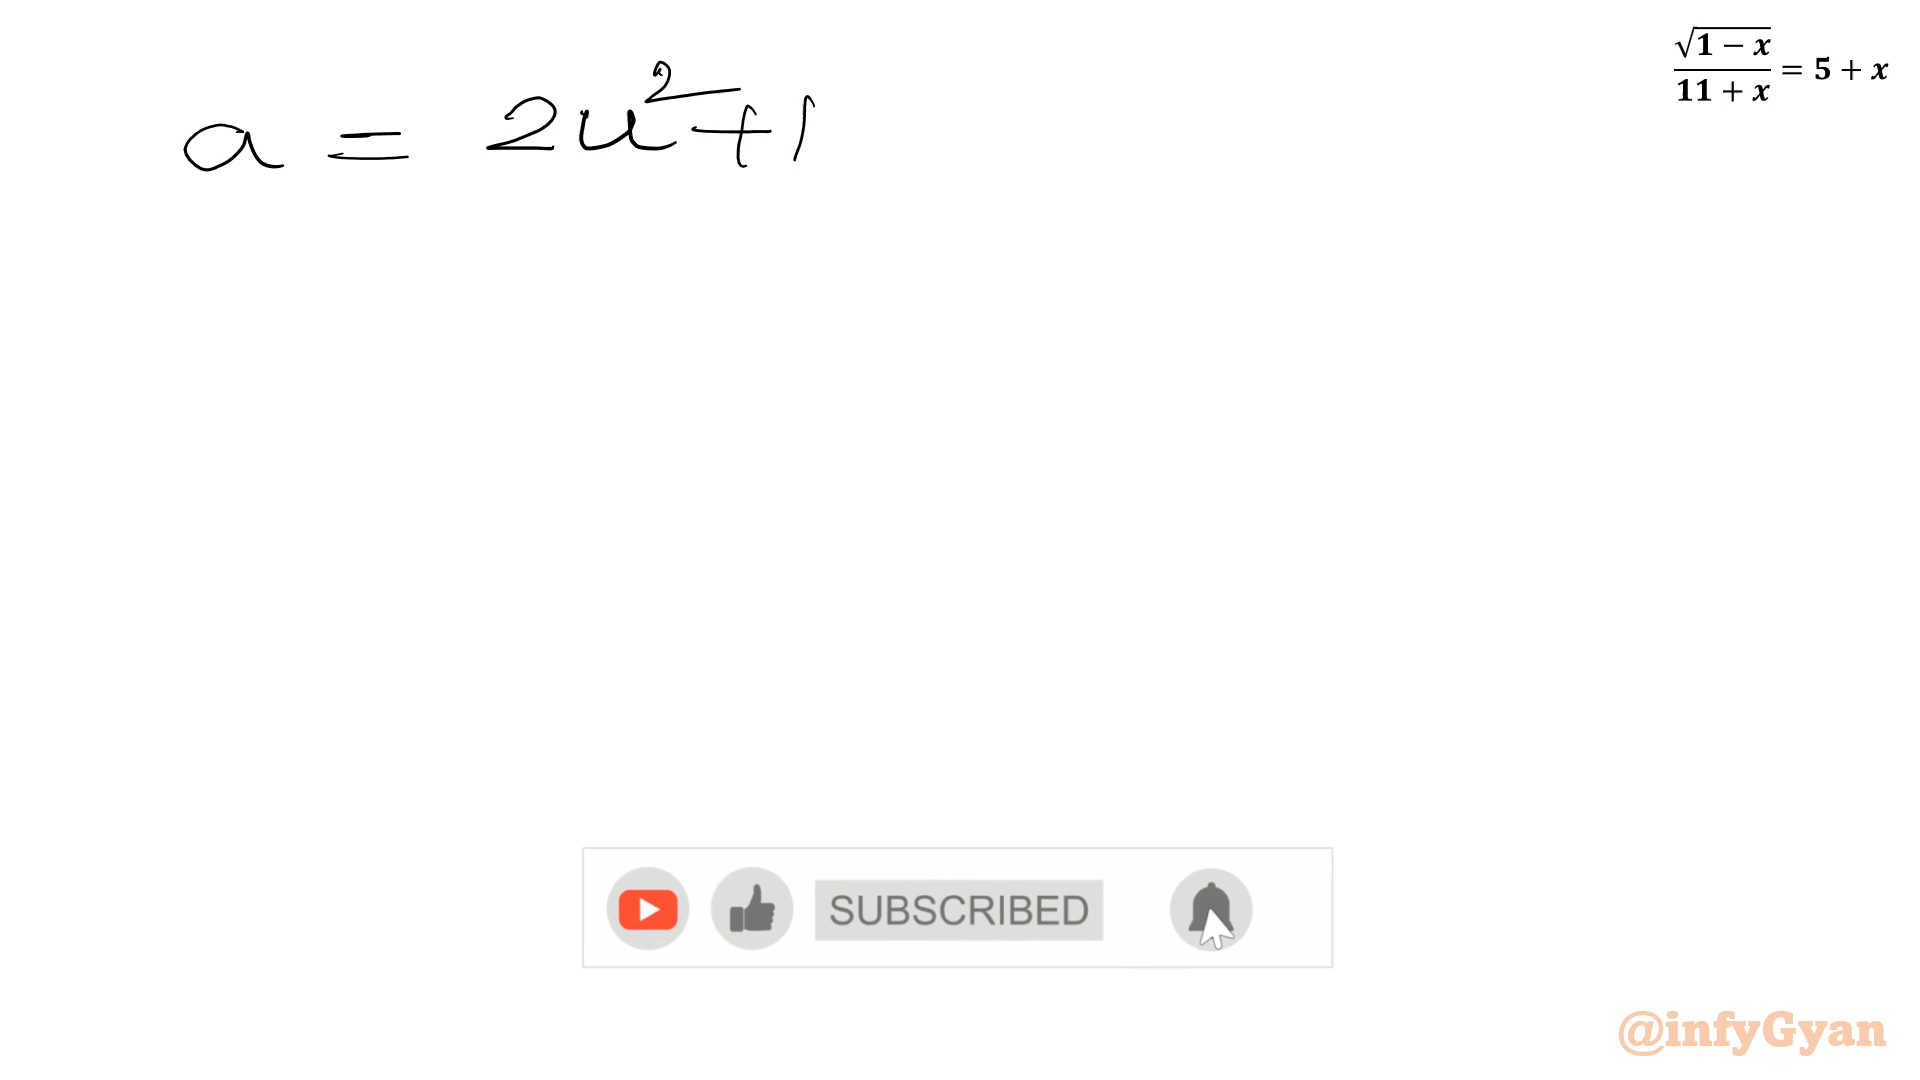 a = 2u²+1
√1 − x / 11 + x = 5 + x
SUBSCRIBED
@infyGyan